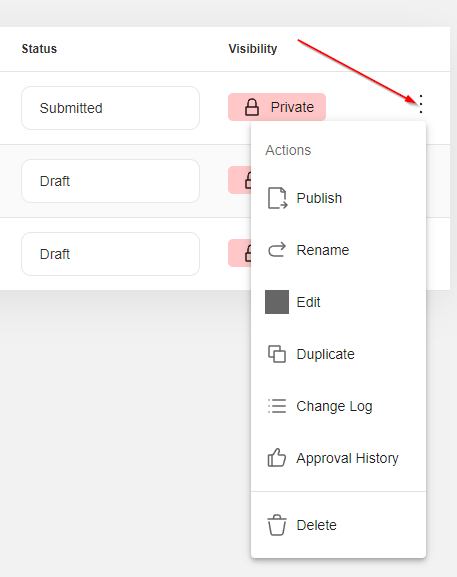 Status Visibility
Submitted Private
Actions
Draft
Publish
Rename
Draft
Edit
Duplicate
Change Log
Approval History
Delete